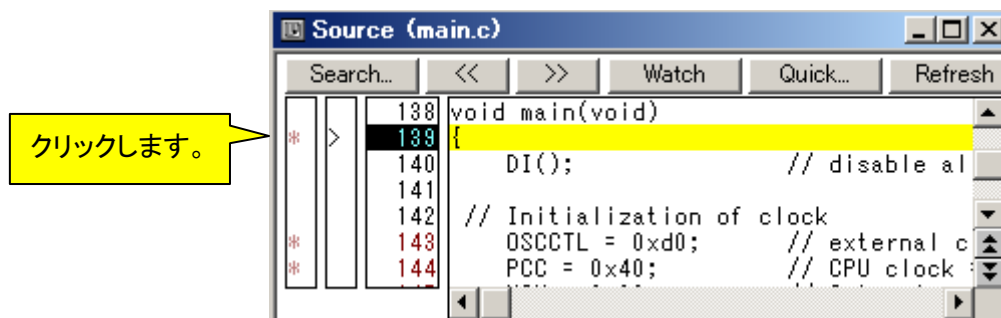 Source (main.c)
Search... << >> Watch Quick... Refresh
クリックします。
138 void main(void)
* > 139 {
140 DI(); // disable al
141
142 // Initialization of clock
* 143 OSCCTL = 0xd0; // external c
* 144 PCC = 0x40; // CPU clock